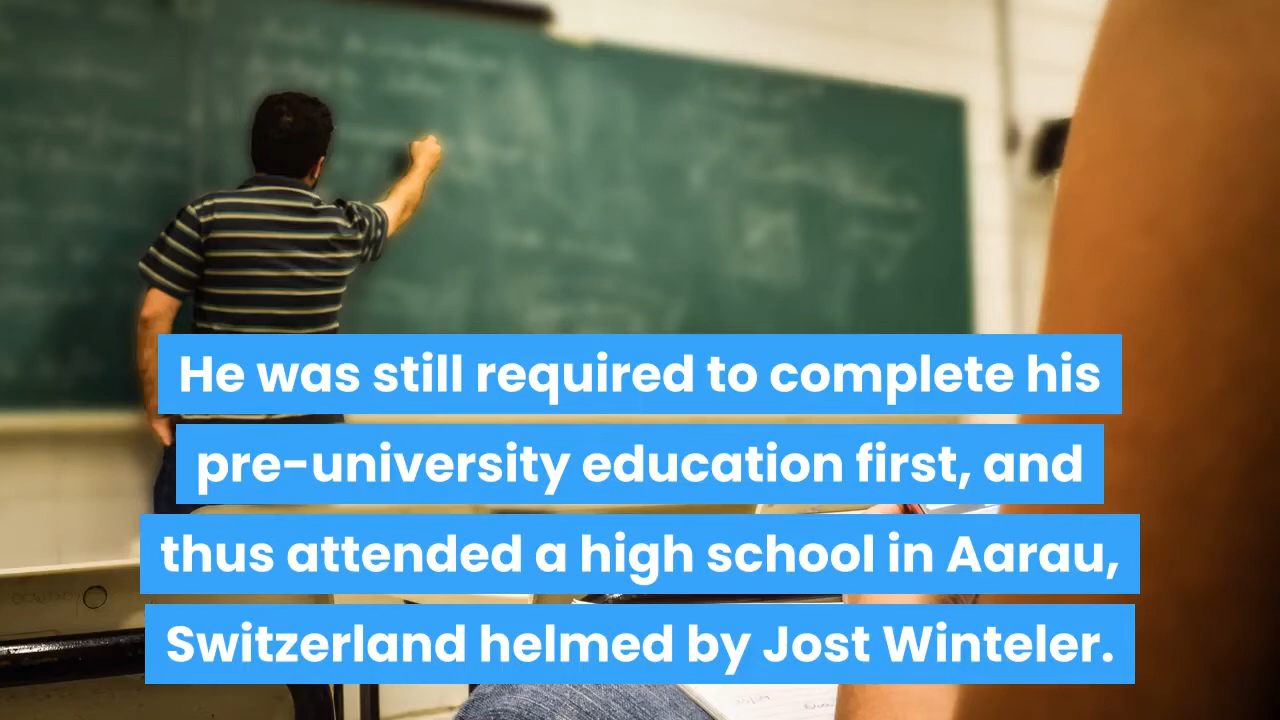 He was still required to complete his
pre-university education first, and
thus attended a high school in Aarau,
Switzerland helmed by Jost Winteler.